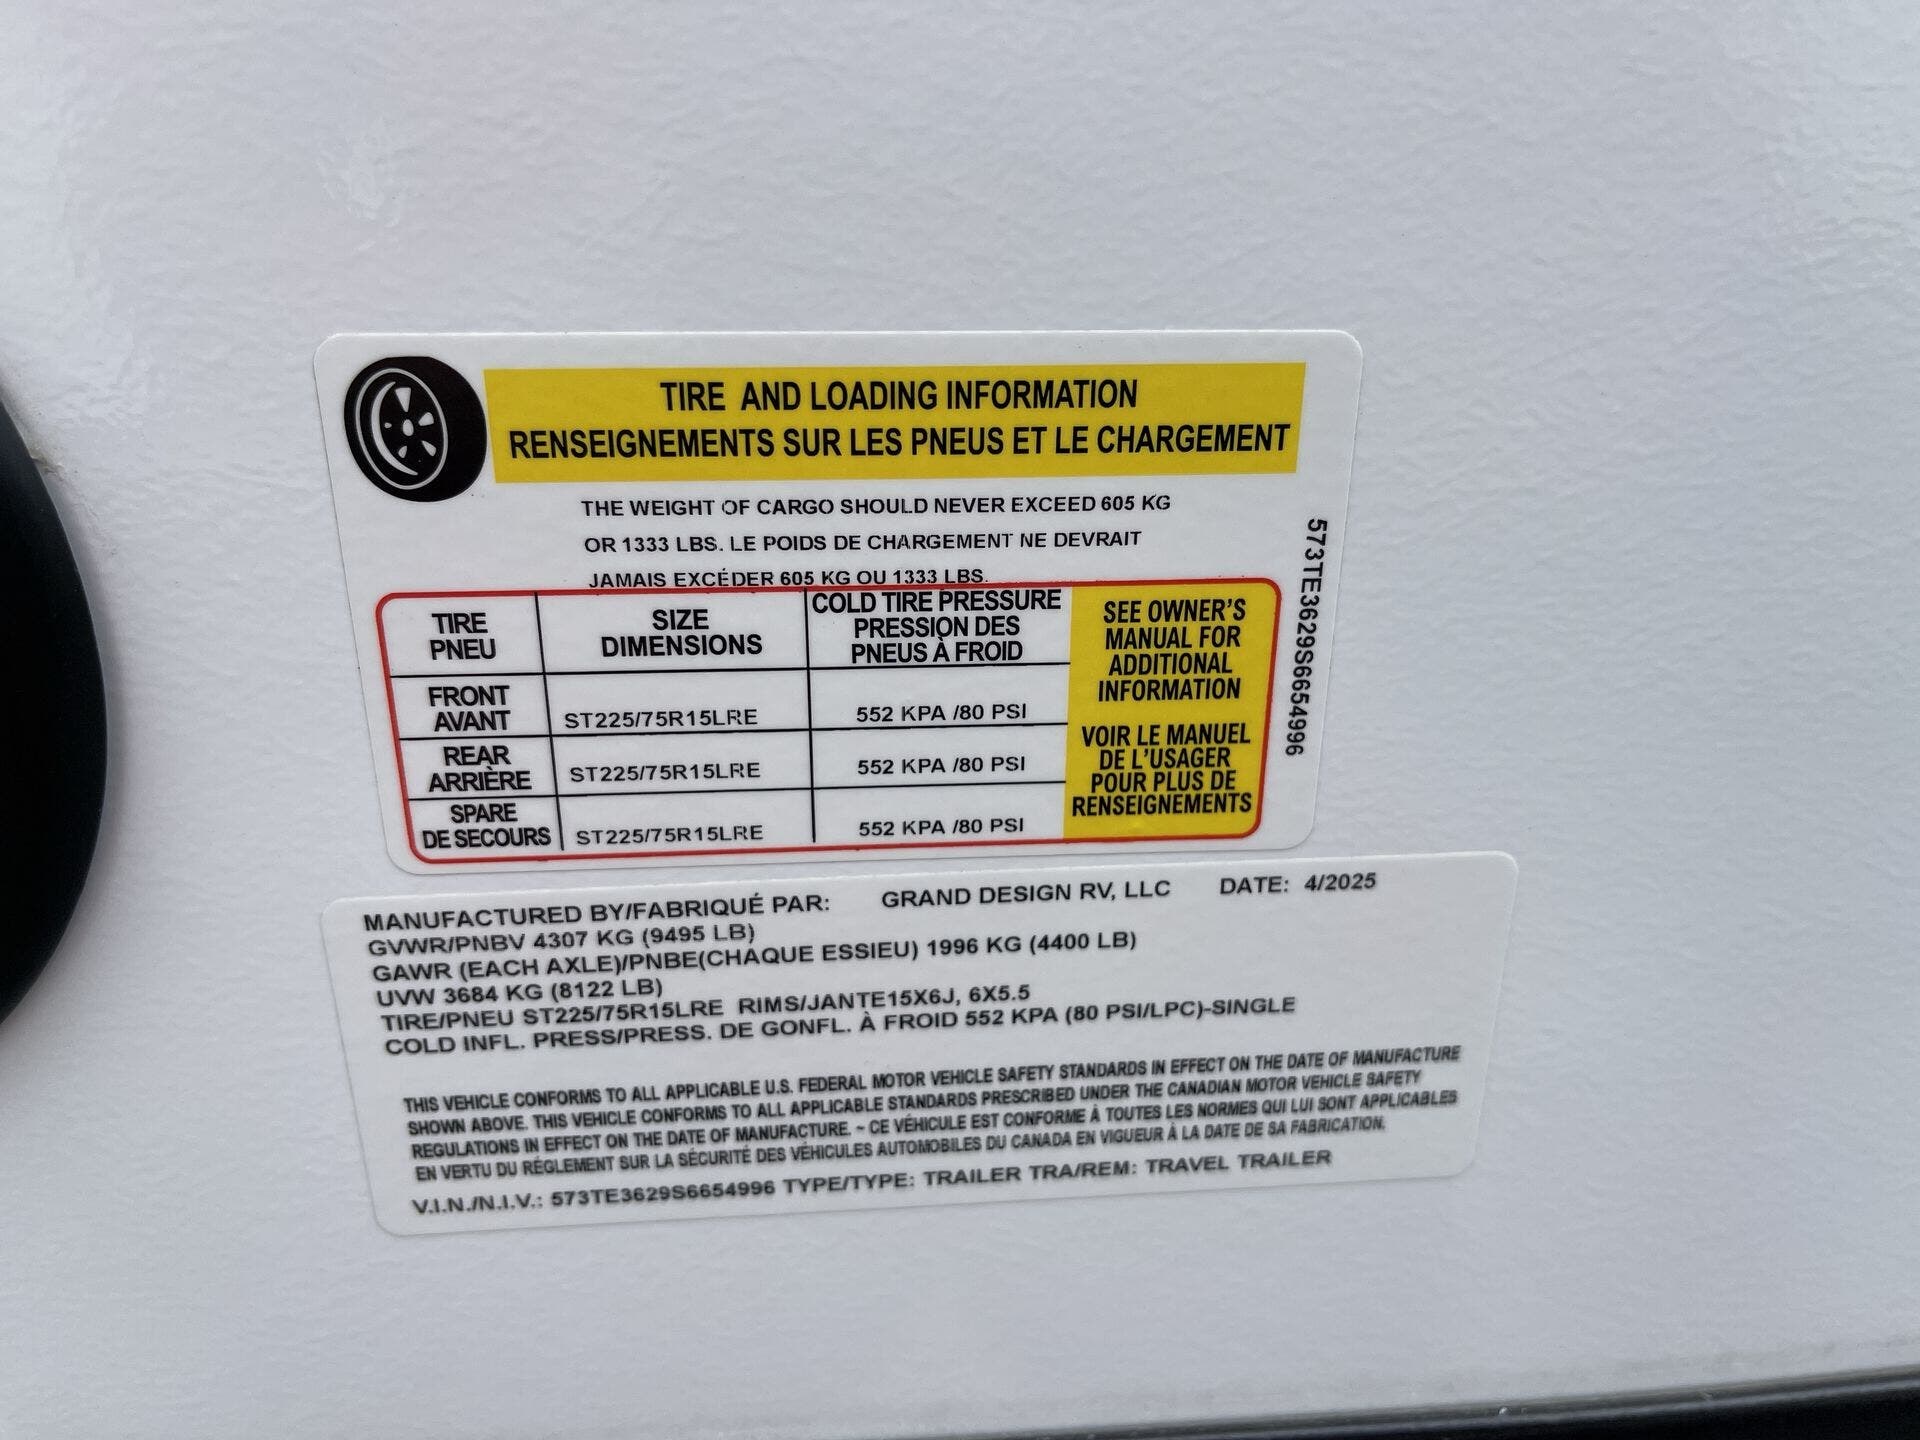 TIRE AND LOADING INFORMATION
RENSEIGNEMENTS SUR LES PNEUS ET LE CHARGEMENT
THE WEIGHT OF CARGO SHOULD NEVER EXCEED 605 KG
OR 1333 LBS. LE POIDS DE CHARGEMENT NE DEVRAIT
JAMAIS EXCÉDER 605 KG OU 1333 LBS.
TIRE
PNEU
SIZE
DIMENSIONS
COLD TIRE PRESSURE
PRESSION DES
PNEUS À FROID
FRONT
AVANT
ST225/75R15LRE
552 KPA /80 PSI
REAR
ARRIÈRE
ST225/75R15LRE
552 KPA /80 PSI
SPARE
DE SECOURS
ST225/75R15LRE
552 KPA /80 PSI
SEE OWNER'S
MANUAL FOR
ADDITIONAL
INFORMATION
VOIR LE MANUEL
DE L'USAGER
POUR PLUS DE
RENSEIGNEMENTS
573TE3629S6654996
MANUFACTURED BY/FABRIQUÉ PAR: GRAND DESIGN RV, LLC DATE: 4/2025
GVWR/PNBV 4307 KG (9495 LB)
GAWR (EACH AXLE)/PNBE(CHAQUE ESSIEU) 1996 KG (4400 LB)
UVW 3684 KG (8122 LB)
TIRE/PNEU ST225/75R15LRE RIMS/JANTE15X6J, 6X5.5
COLD INFL. PRESS/PRESS. DE GONFL. À FROID 552 KPA (80 PSI/LPC)-SINGLE
THIS VEHICLE CONFORMS TO ALL APPLICABLE U.S. FEDERAL MOTOR VEHICLE SAFETY STANDARDS IN EFFECT ON THE DATE OF MANUFACTURE
SHOWN ABOVE. THIS VEHICLE CONFORMS TO ALL APPLICABLE STANDARDS PRESCRIBED UNDER THE CANADIAN MOTOR VEHICLE SAFETY
REGULATIONS IN EFFECT ON THE DATE OF MANUFACTURE. ~ CE VÉHICULE EST CONFORME À TOUTES LES NORMES QUI LUI SONT APPLICABLES
EN VERTU DU RÉGLEMENT SUR LA SÉCURITÉ DES VÉHICULES AUTOMOBILES DU CANADA EN VIGUEUR À LA DATE DE SA FABRICATION.
V.I.N./N.I.V.: 573TE3629S6654996 TYPE/TYPE: TRAILER TRA/REM: TRAVEL TRAILER